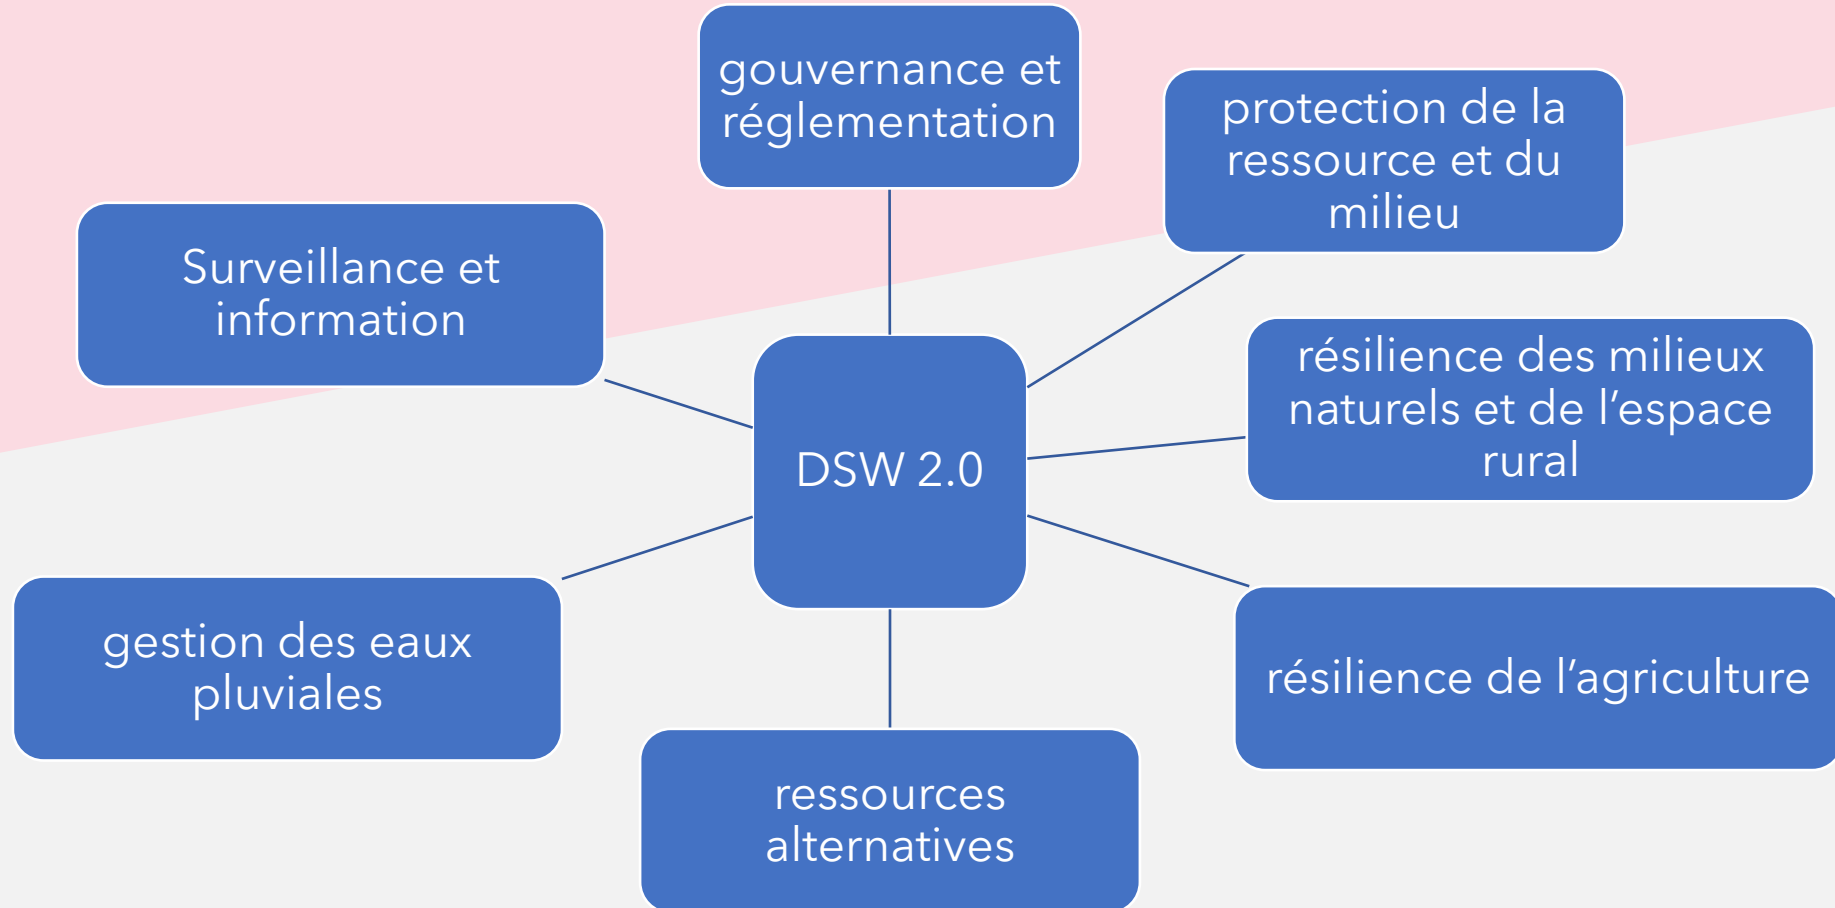 gouvernance et
réglementation
protection de la
ressource et du
milieu
Surveillance et
information
résilience des milieux
naturels et de l’espace
rural
DSW 2.0
gestion des eaux
pluviales
résilience de l’agriculture
ressources
alternatives